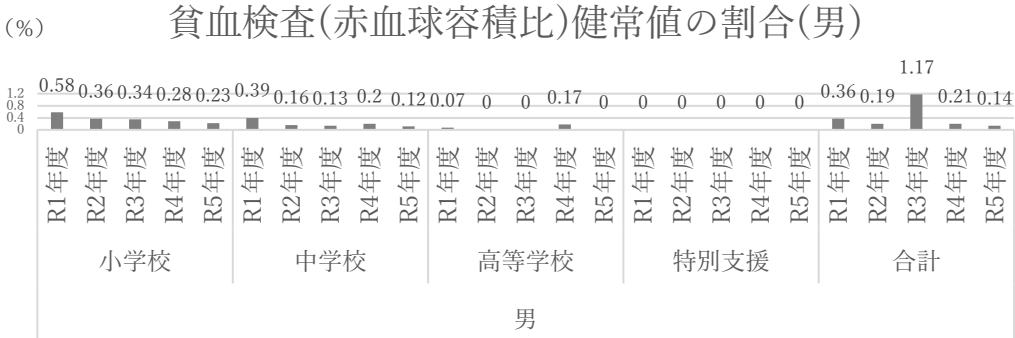 (%)
貧血検査(赤血球容積比)健常値の割合(男)
1.2
0.8
0.4
0
0.58 0.36 0.34 0.28 0.23 0.39 0.16 0.13 0.2 0.12 0.07 0 0 0.17 0 0 0 0 0 0 0.36 0.19 1.17 0.21 0.14
R1年度 R2年度 R3年度 R4年度 R5年度 R1年度 R2年度 R3年度 R4年度 R5年度 R1年度 R2年度 R3年度 R4年度 R5年度 R1年度 R2年度 R3年度 R4年度 R5年度 R1年度 R2年度 R3年度 R4年度 R5年度
小学校 中学校 高等学校 特別支援 合計
男